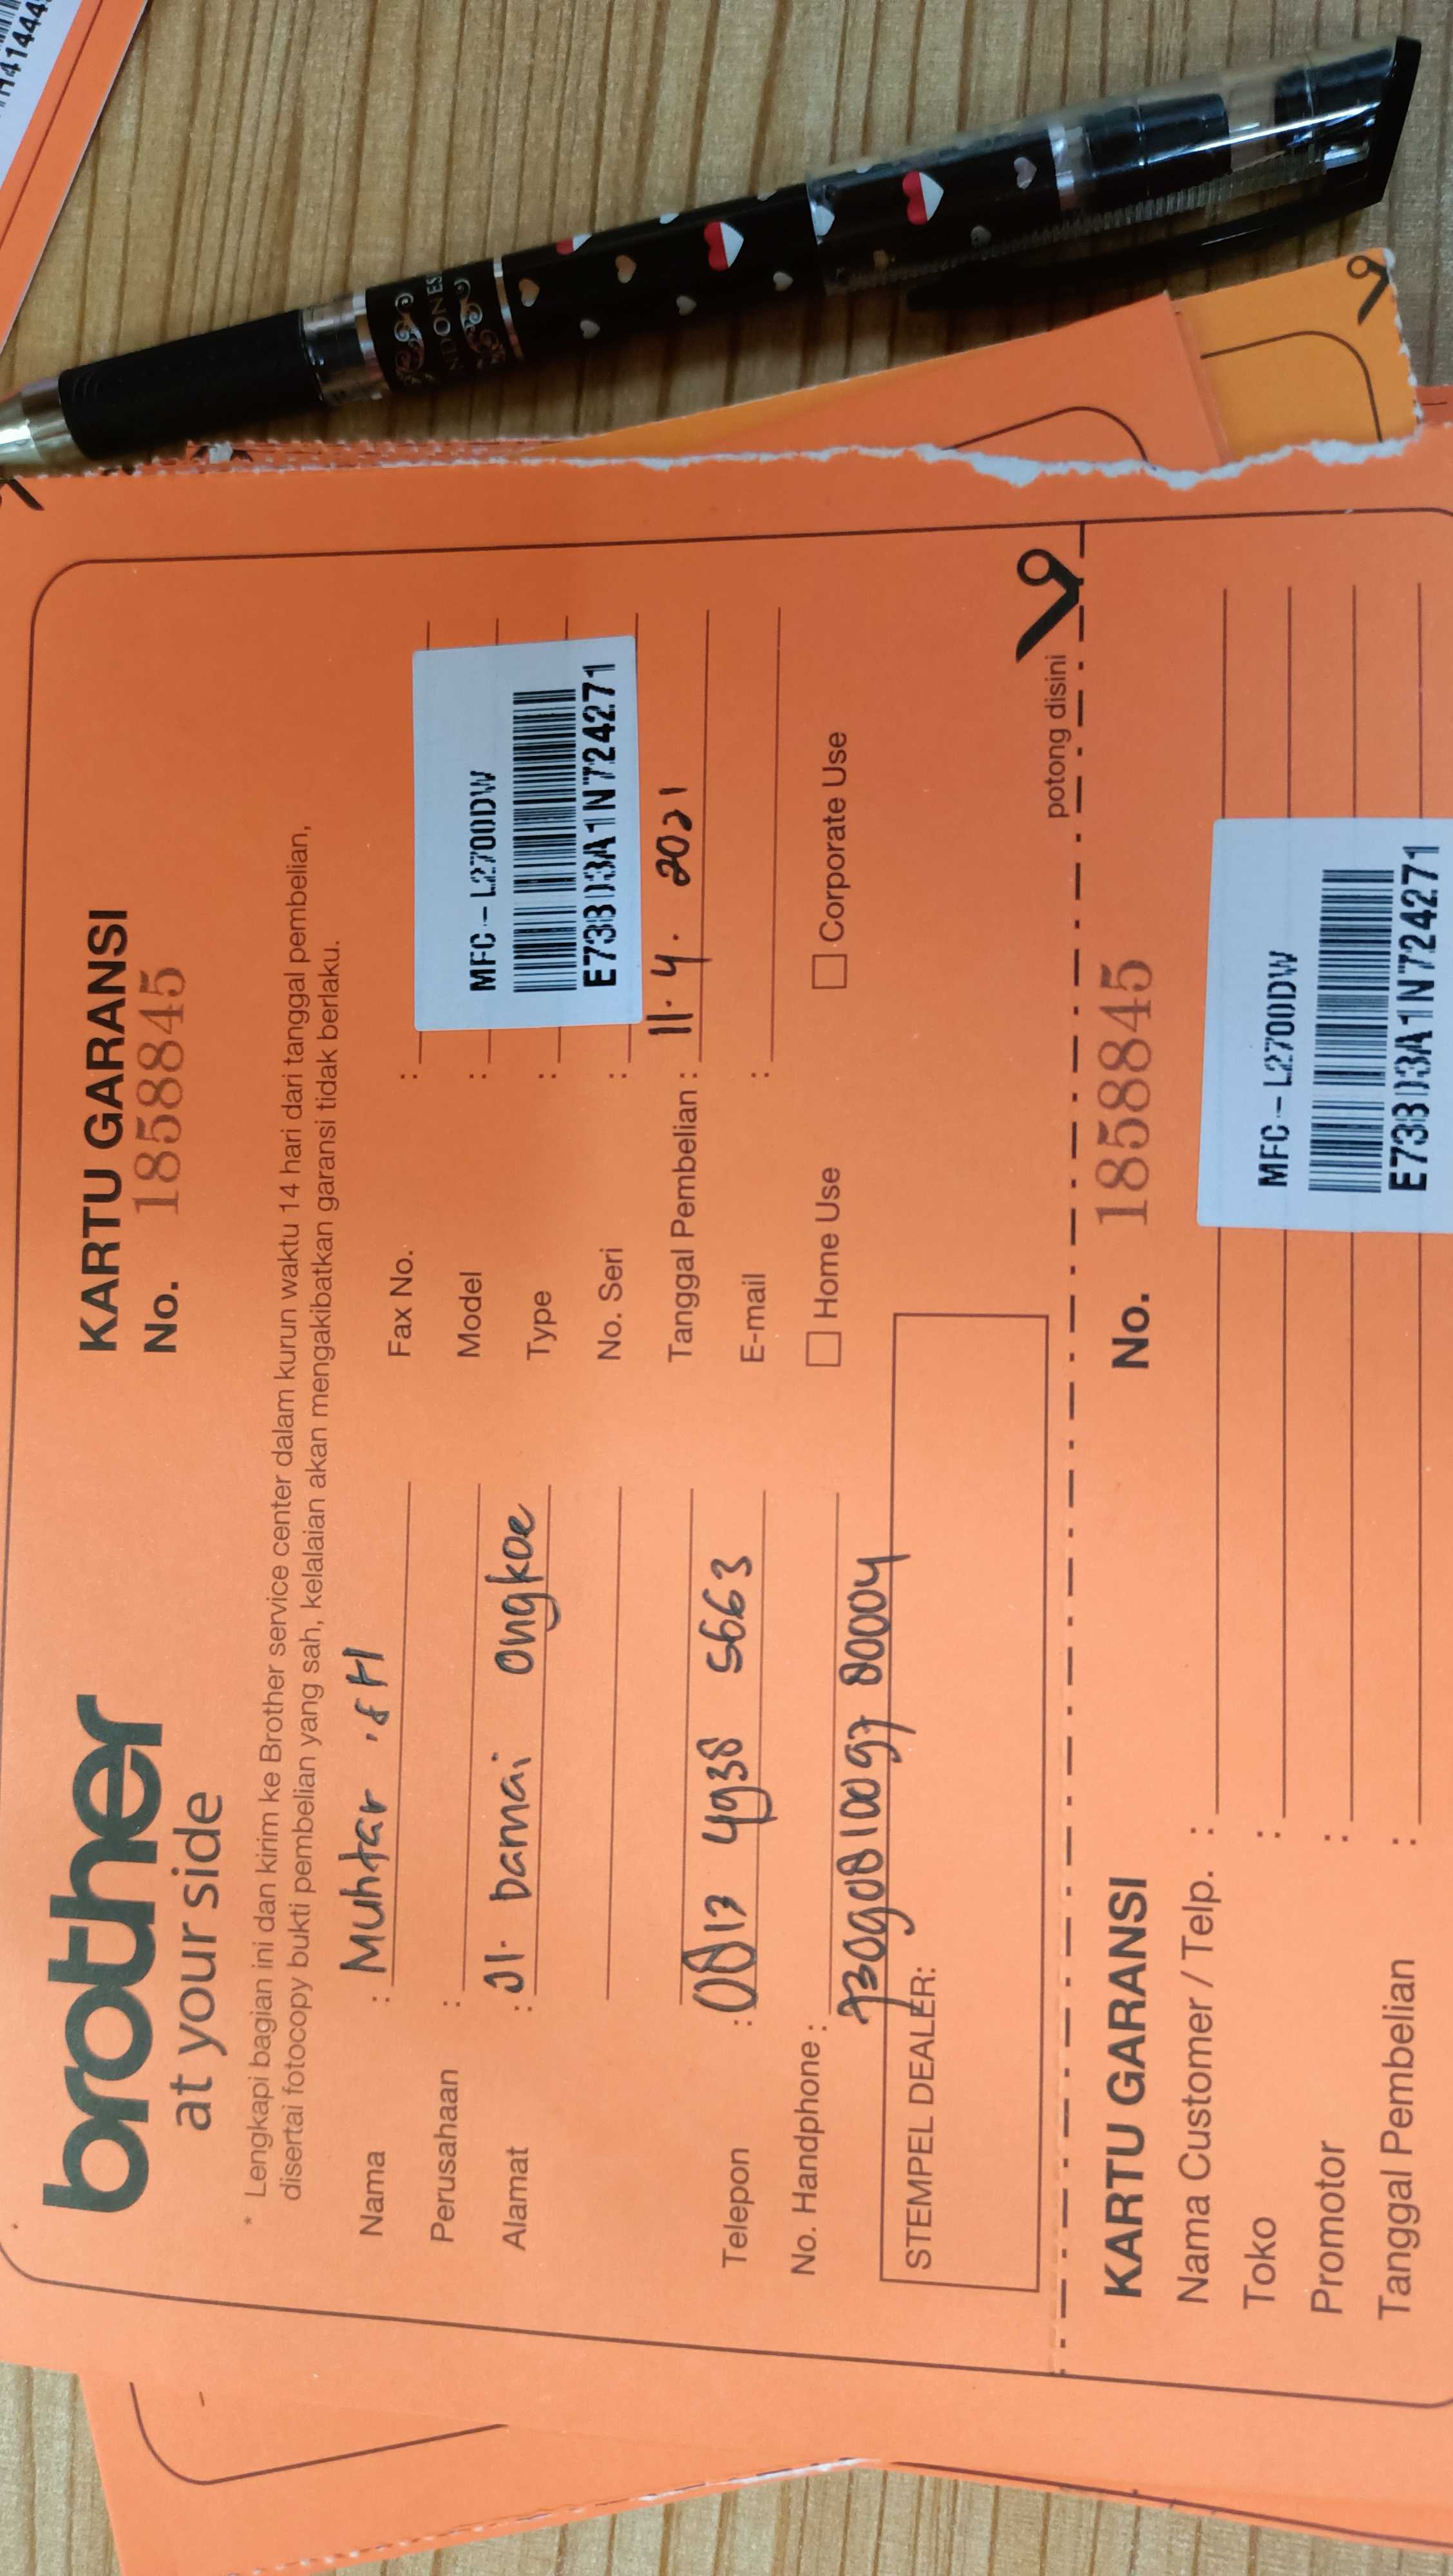 brother
at your side
KARTU GARANSI
No. 1858845
* Lengkapi bagian ini dan kirim ke Brother service center dalam kurun waktu 14 hari dari tanggal pembelian,
disertai fotocopy bukti pembelian yang sah, kelalaian akan mengakibatkan garansi tidak berlaku.
Nama : Muhtar
Perusahaan :
Alamat : Jl. Damai Ongkoe
Telepon : 0813 4938 5663
No. Handphone :
STEMPEL DEALER:
Fax No. :
Model :
Type :
No. Seri :
MFC-L2700DW
E73B03A1N724271
Tanggal Pembelian : 11. 4. 2021
E-mail :
Home Use
Corporate Use
potong disini
KARTU GARANSI
No. 1858845
Nama Customer / Telp. :
Toko :
Promotor :
Tanggal Pembelian :
MFC-L2700DW
E73B03A1N724271